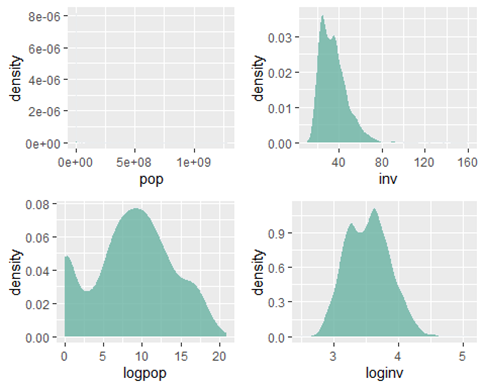 8e-06
6e-06
4e-06
2e-06
0e+00
density
0e+00 5e+08 1e+09
pop
0.03
0.02
0.01
0.00
density
40 80 120 160
inv
0.08
0.06
0.04
0.02
0.00
density
0 5 10 15 20
logpop
0.9
0.6
0.3
0.0
density
3 4 5
loginv